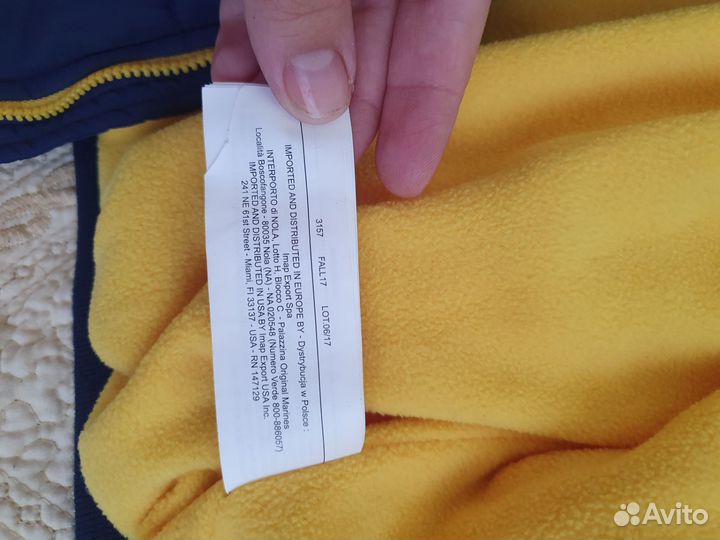 3157 FALL17 LOT.06/17
IMPORTED AND DISTRIBUTED IN EUROPE BY - Dystrybucja w Polsce :
Imap Export Spa
INTERPORTO di NOLA, Lotto H, Blocco C - Palazzina Original Marines
Località Boscofangone - 80035 Nola (NA) - NA 020548 (Numero Verde 800-886057)
IMPORTED AND DISTRIBUTED IN USA BY Imap Export USA Inc.
241 NE 61st Street - Miami, Fl 33137 - USA - RN 147129
Avito